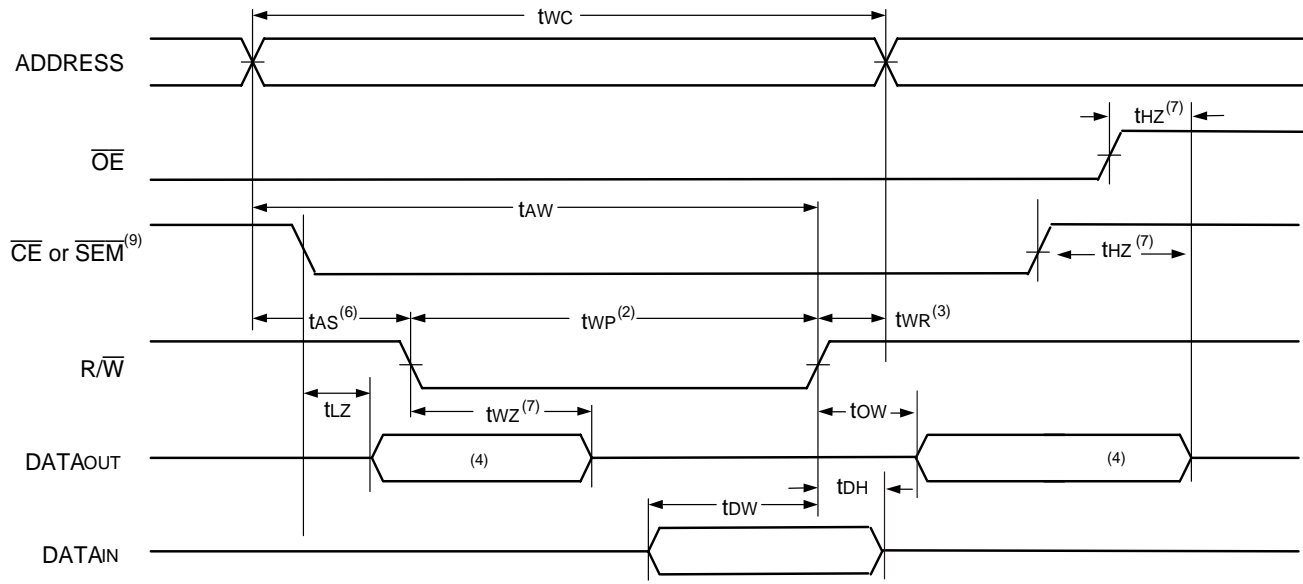 tWC
ADDRESS
tHZ(7)
OE
tAW
CE or SEM(9)
tHZ(7)
tAS(6)
tWP(2)
tWR(3)
R/W
tLZ
tWZ(7)
tOW
DATAOUT
(4)
(4)
tDH
tDW
DATAIN